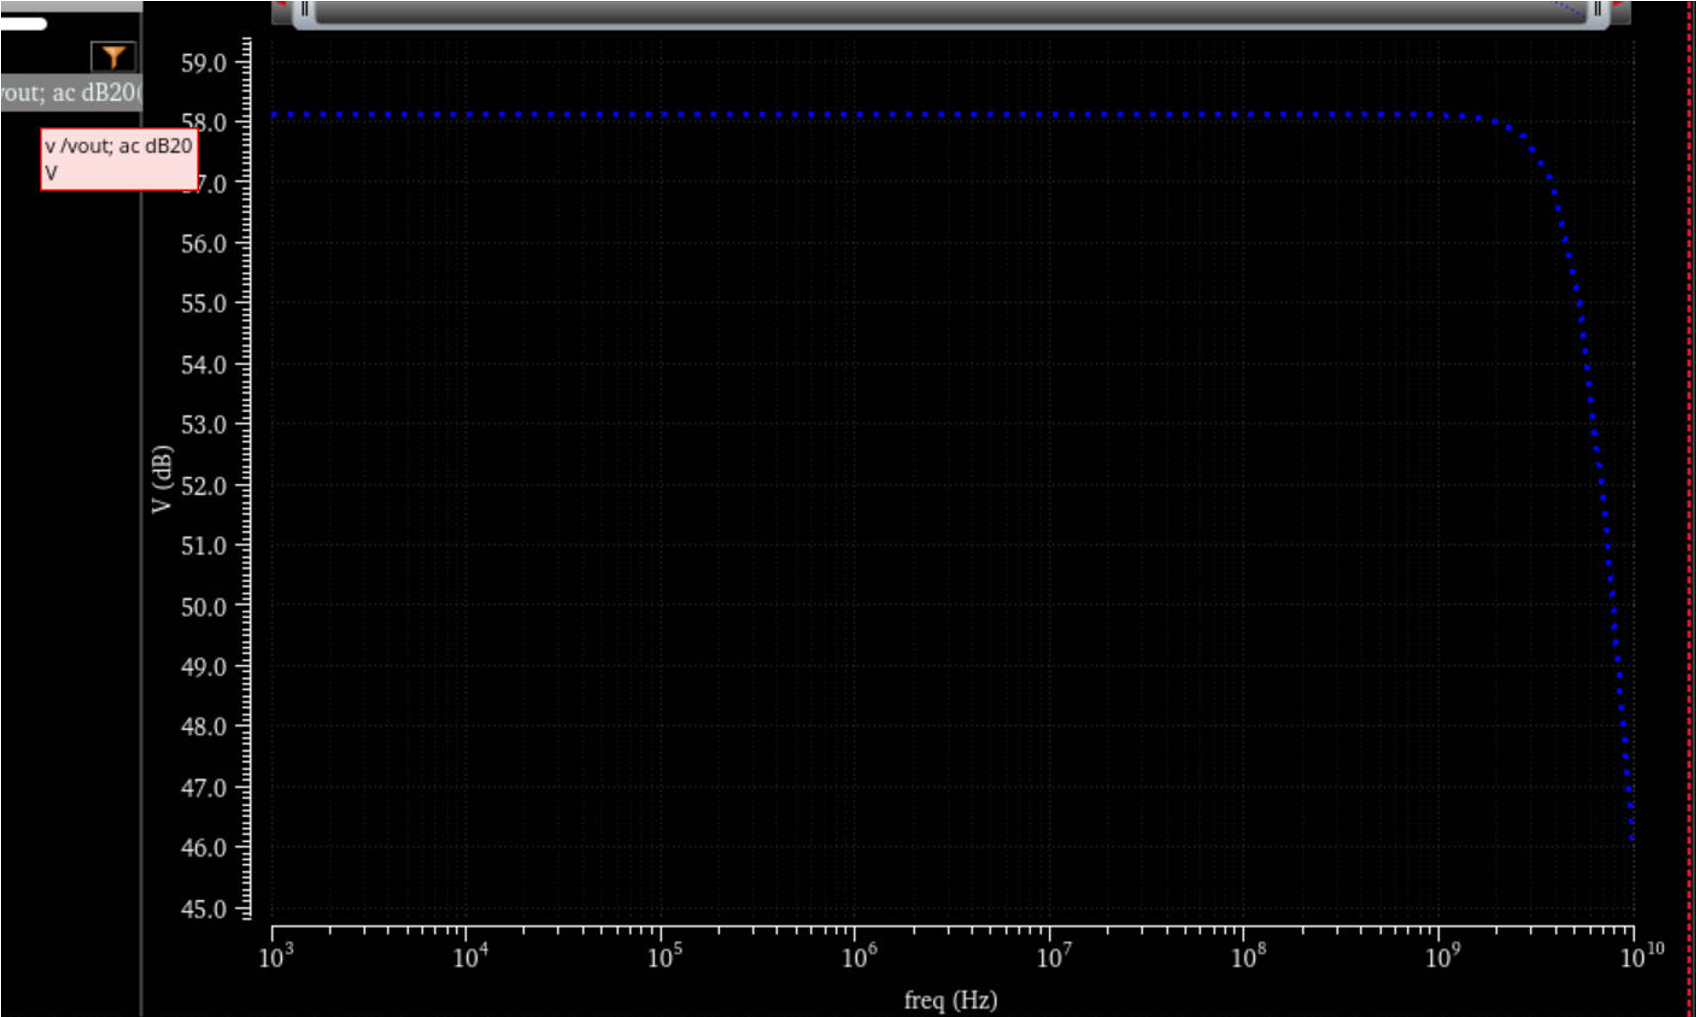 59.0
vout; ac dB20(
58.0
v /vout; ac dB20
V
7.0
56.0
55.0
54.0
53.0
V (dB)
52.0
51.0
50.0
49.0
48.0
47.0
46.0
45.0
10³ 10⁴ 10⁵ 10⁶ 10⁷ 10⁸ 10⁹ 10¹⁰
freq (Hz)